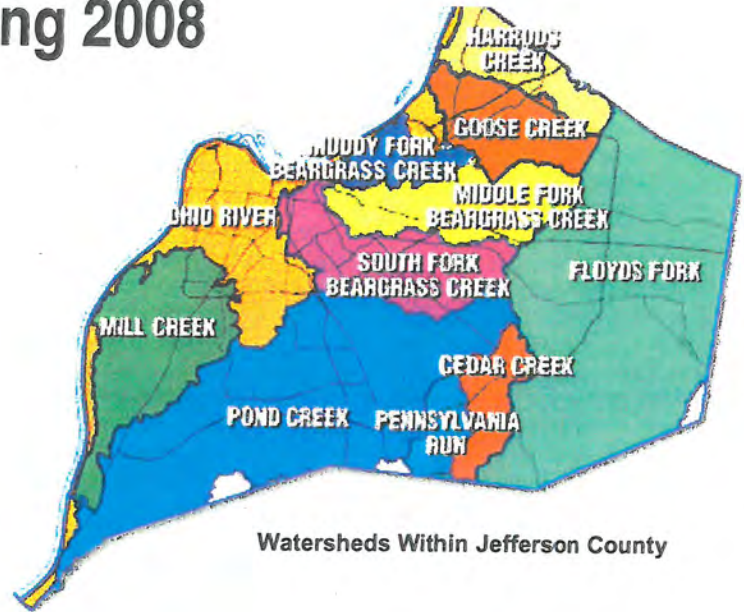 ng 2008
HARRODS
CREEK
GOOSE CREEK
MUDDY FORK
BEARGRASS CREEK
MIDDLE FORK
BEARGRASS CREEK
OHIO RIVER
SOUTH FORK
BEARGRASS CREEK
FLOYDS FORK
MILL CREEK
CEDAR CREEK
POND CREEK
PENNSYLVANIA
RUN
Watersheds Within Jefferson County